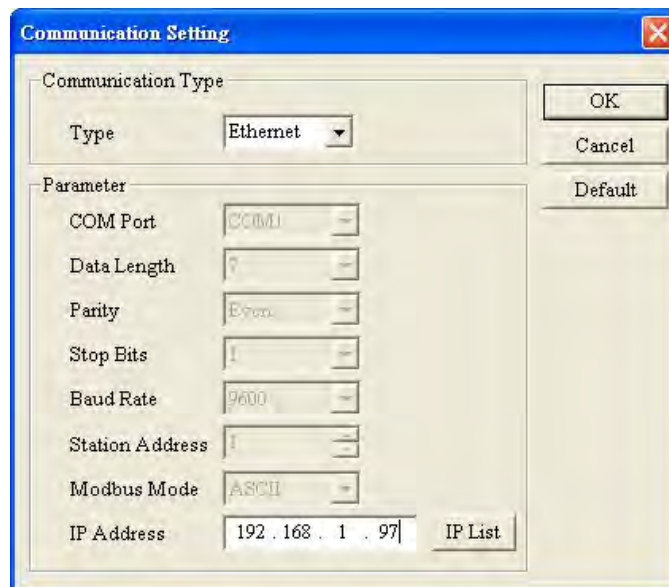 Communication Setting
Communication Type
Type Ethernet
OK
Cancel
Default
Parameter
COM Port COM1
Data Length 7
Parity Even
Stop Bits 1
Baud Rate 9600
Station Address 1
Modbus Mode ASCII
IP Address 192 . 168 . 1 . 97 IP List